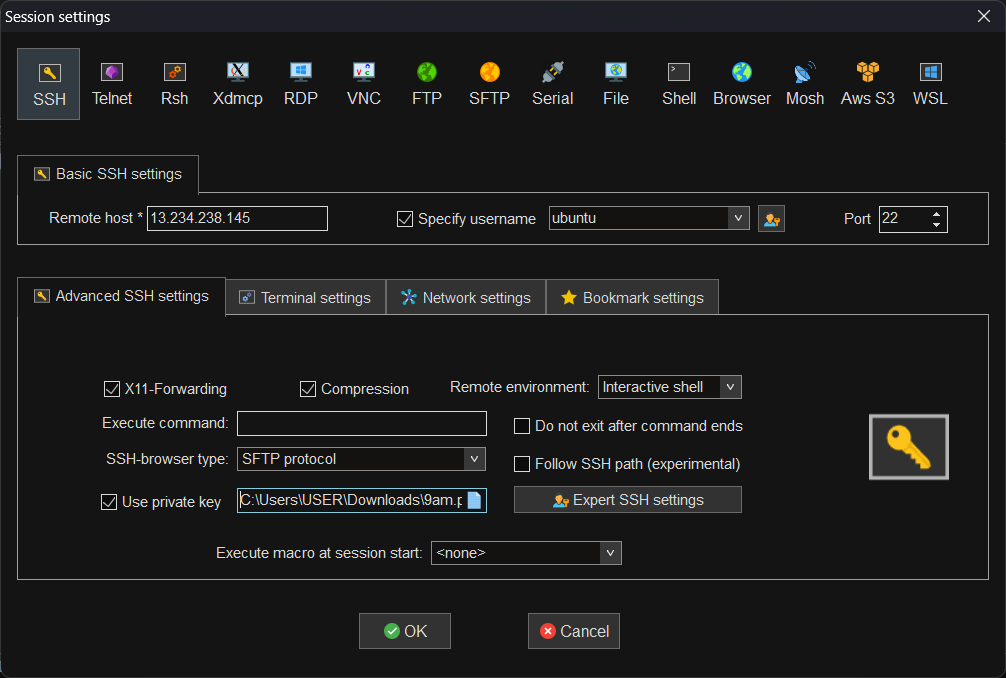 Session settings
SSH Telnet Rsh Xdmcp RDP VNC FTP SFTP Serial File Shell Browser Mosh Aws S3 WSL
Basic SSH settings
Remote host * 13.234.238.145 Specify username ubuntu Port 22
Advanced SSH settings Terminal settings Network settings Bookmark settings
X11-Forwarding Compression Remote environment: Interactive shell
Execute command: Do not exit after command ends
SSH-browser type: SFTP protocol Follow SSH path (experimental)
Use private key C:\Users\USER\Downloads\9am.p Expert SSH settings
Execute macro at session start: <none>
OK Cancel